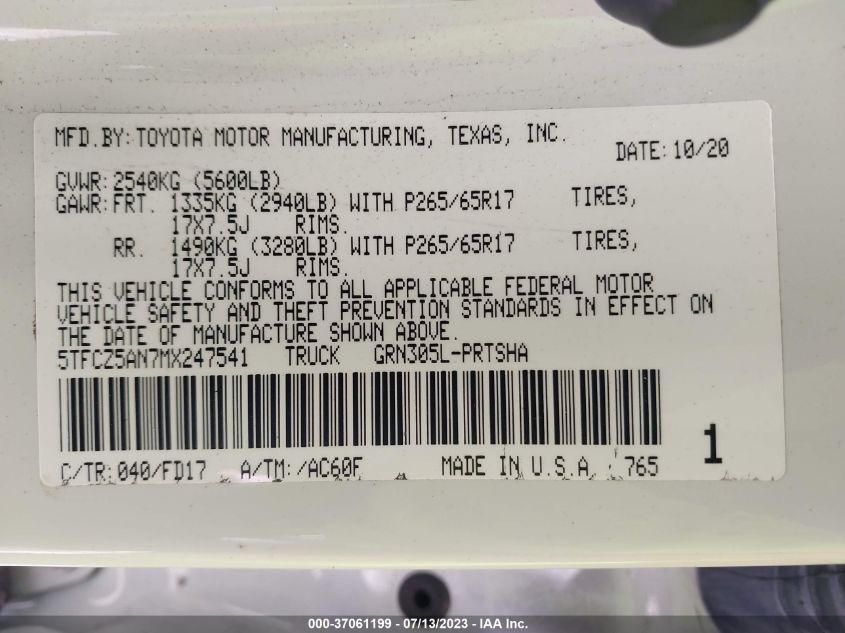 MFD.BY:TOYOTA MOTOR MANUFACTURING, TEXAS, INC.
DATE:10/20
GVWR:2540KG (5600LB)
GAWR:FRT. 1335KG (2940LB) WITH P265/65R17 TIRES,
17X7.5J RIMS.
RR. 1490KG (3280LB) WITH P265/65R17 TIRES,
17X7.5J RIMS.
THIS VEHICLE CONFORMS TO ALL APPLICABLE FEDERAL MOTOR
VEHICLE SAFETY AND THEFT PREVENTION STANDARDS IN EFFECT ON
THE DATE OF MANUFACTURE SHOWN ABOVE.
5TFCZ5AN7MX247541 TRUCK GRN305L-PRTSHA
1
C/TR:040/FD17 A/TM:/AC60F MADE IN U.S.A. 765
000-37061199 - 07/13/2023 - IAA Inc.